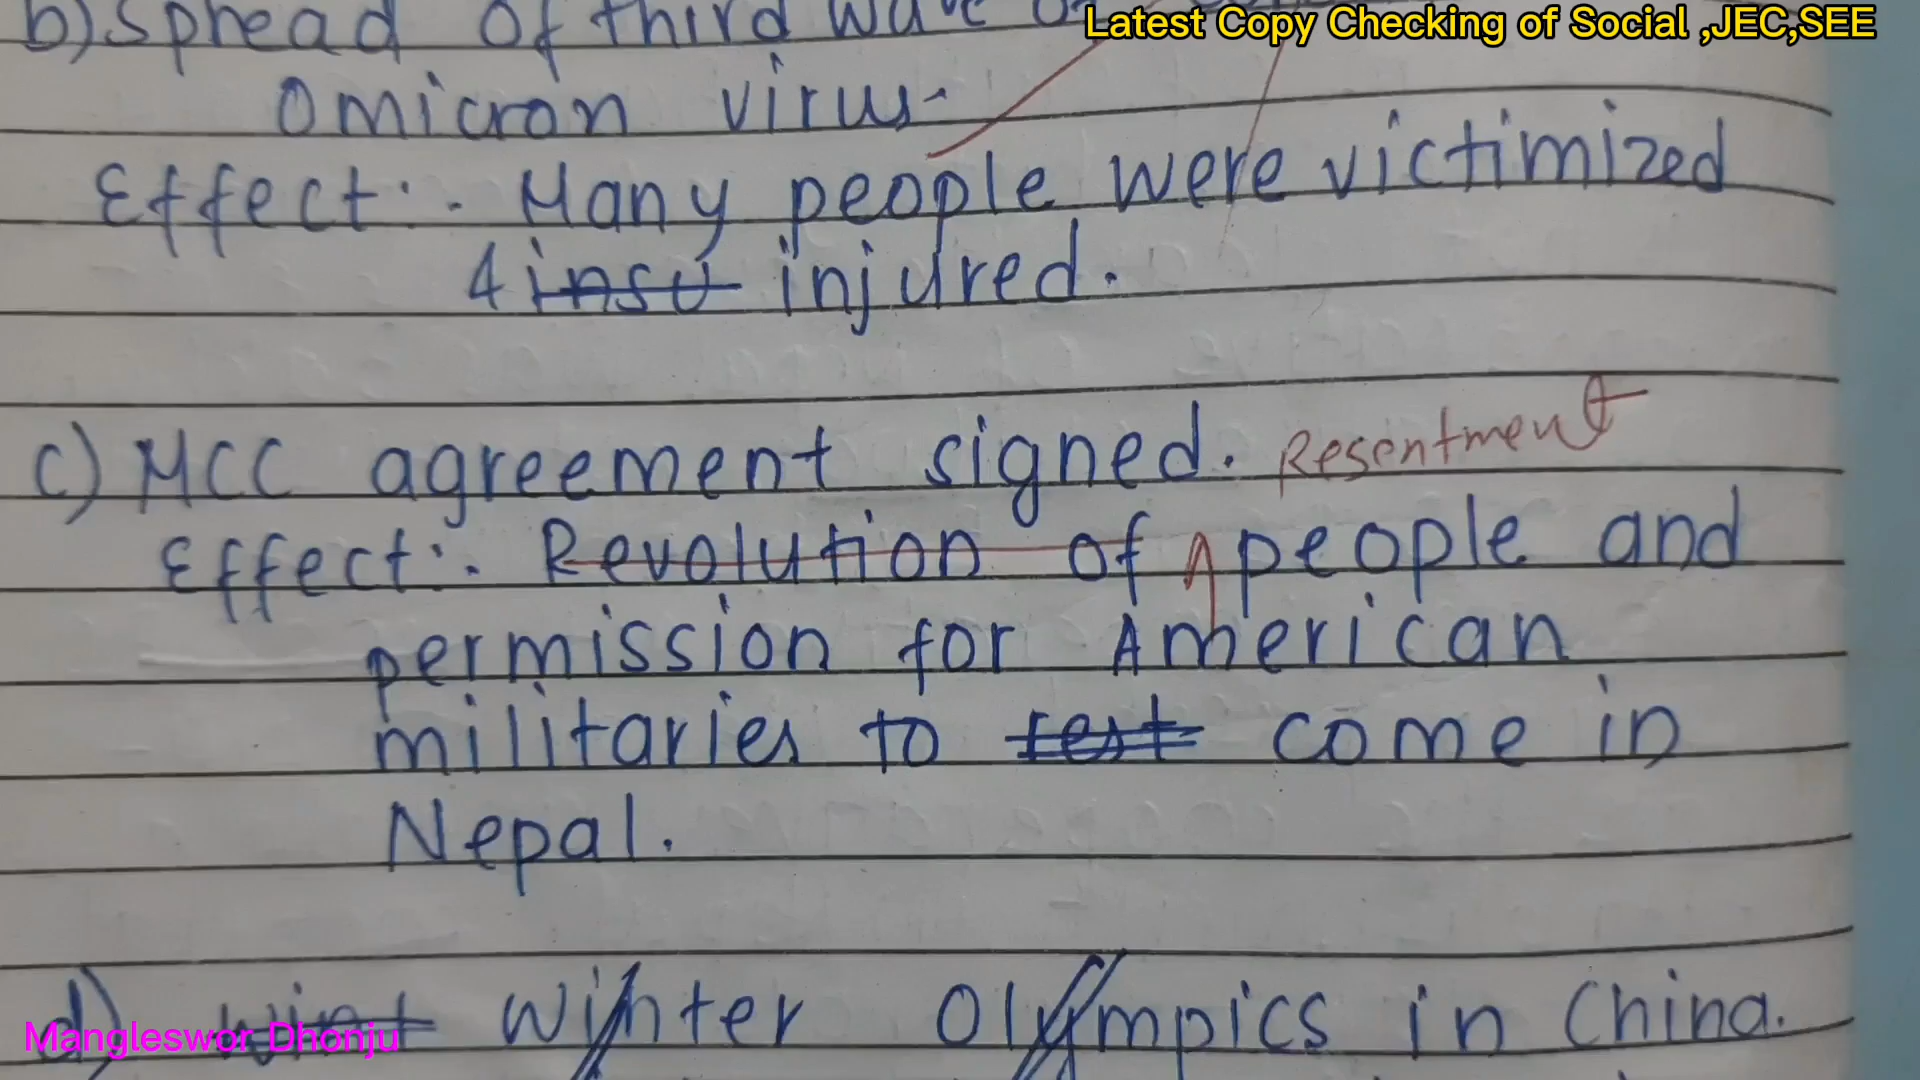 Latest Copy Checking of Social ,JEC,SEE
b) Spread of third wave
Omicron virus.
Effect:. Many people were victimized
& insu injured.
c) MCC agreement signed. Resentment
Effect:. Revolution of people and
permission for American
militaries to test come in
Nepal.
d) wint Winter Olympics in China.
Mangleswor Dhonju